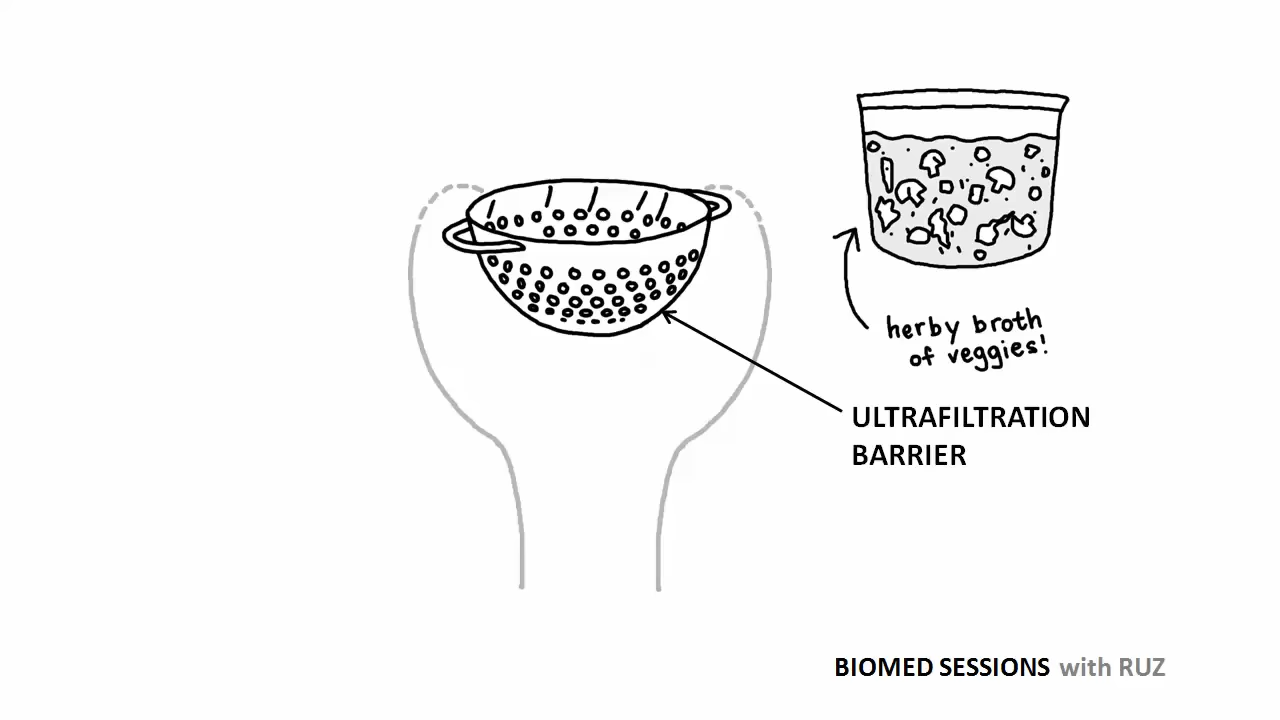 herby broth
of veggies!
ULTRAFILTRATION
BARRIER
BIOMED SESSIONS with RUZ